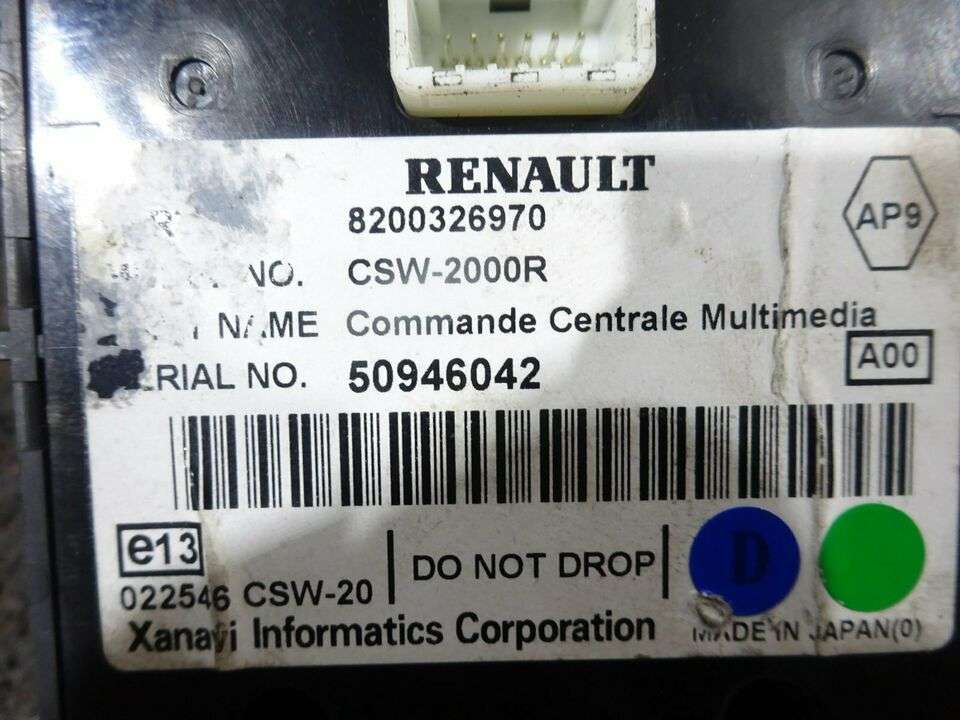 RENAULT
8200326970
AP9
NO. CSW-2000R
NAME Commande Centrale Multimedia
RIAL NO. 50946042
A00
e13
022546 CSW-20
DO NOT DROP
D
Xanavi Informatics Corporation
MADE IN JAPAN(0)